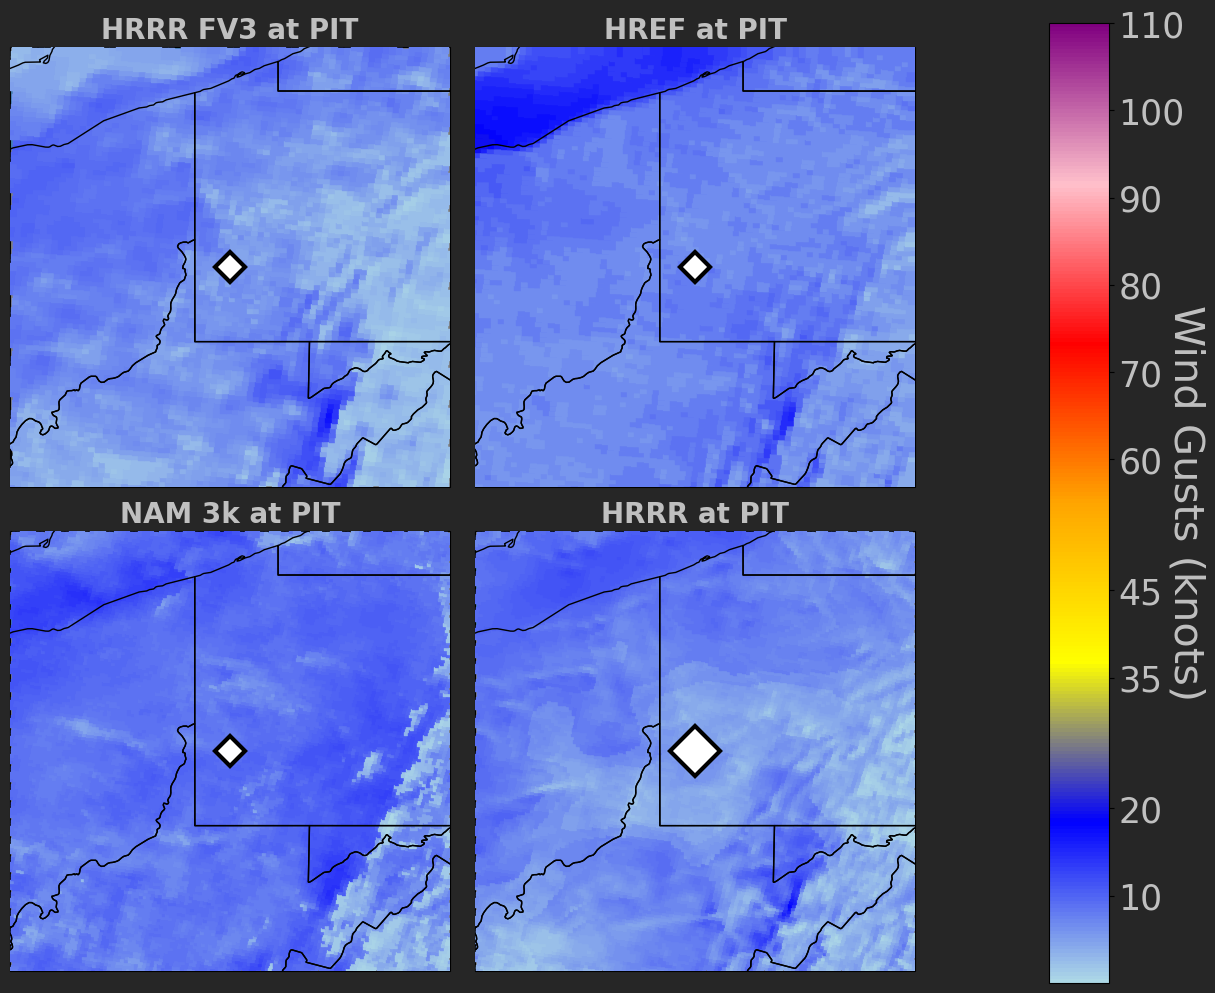 HRRR FV3 at PIT
HREF at PIT
NAM 3k at PIT
HRRR at PIT
110
100
90
80
70
60
45
35
20
10
Wind Gusts (knots)